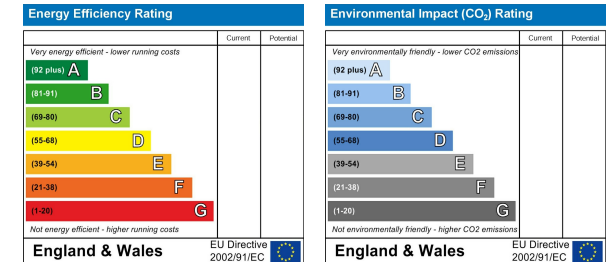 Energy Efficiency Rating
Current Potential
Very energy efficient - lower running costs
(92 plus) A
(81-91) B
(69-80) C
(55-68) D
(39-54) E
(21-38) F
(1-20) G
Not energy efficient - higher running costs
England & Wales
EU Directive
2002/91/EC
Environmental Impact (CO₂) Rating
Current Potential
Very environmentally friendly - lower CO2 emissions
(92 plus) A
(81-91) B
(69-80) C
(55-68) D
(39-54) E
(21-38) F
(1-20) G
Not environmentally friendly - higher CO2 emissions
England & Wales
EU Directive
2002/91/EC